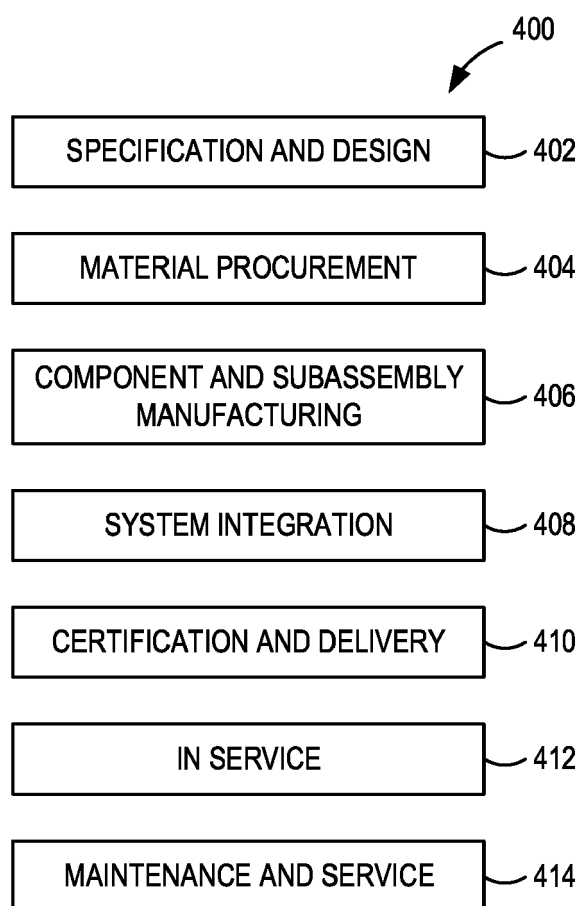 400
SPECIFICATION AND DESIGN 402
MATERIAL PROCUREMENT 404
COMPONENT AND SUBASSEMBLY
MANUFACTURING 406
SYSTEM INTEGRATION 408
CERTIFICATION AND DELIVERY 410
IN SERVICE 412
MAINTENANCE AND SERVICE 414